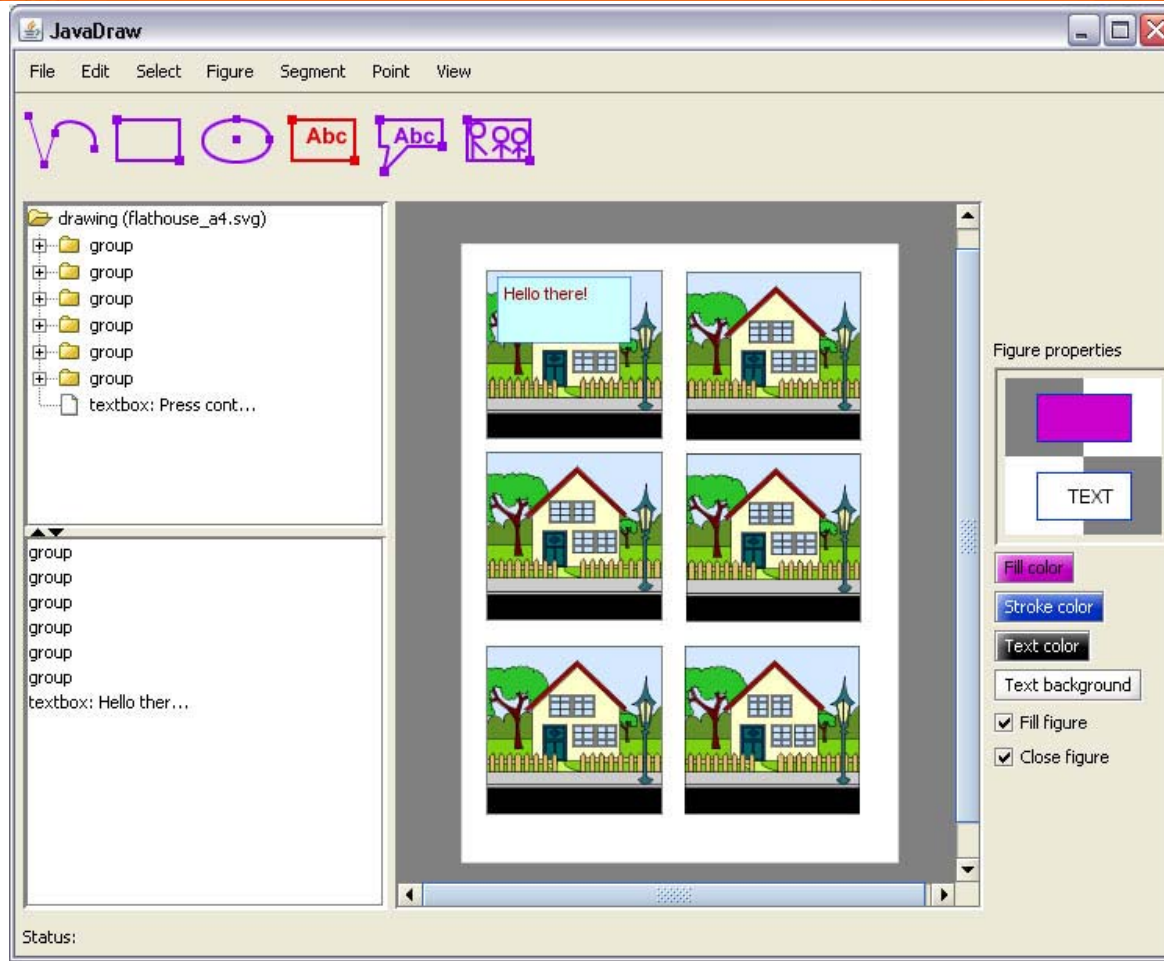 JavaDraw
File Edit Select Figure Segment Point View
Abc Abc
drawing (flathouse_a4.svg)
group
group
group
group
group
group
textbox: Press cont...
group
group
group
group
group
group
textbox: Hello ther...
Hello there!
Figure properties
TEXT
Fill color
Stroke color
Text color
Text background
Fill figure
Close figure
Status: